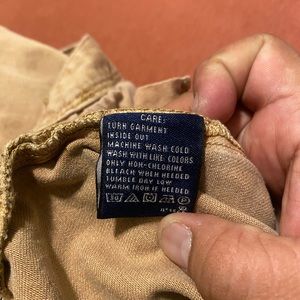 CARE:
TURN GARMENT
INSIDE OUT
MACHINE WASH COLD
WASH WITH LIKE COLORS
ONLY NON-CHLORINE
BLEACH WHEN NEEDED
TUMBLE DRY LOW
WARM IRON IF NEEDED